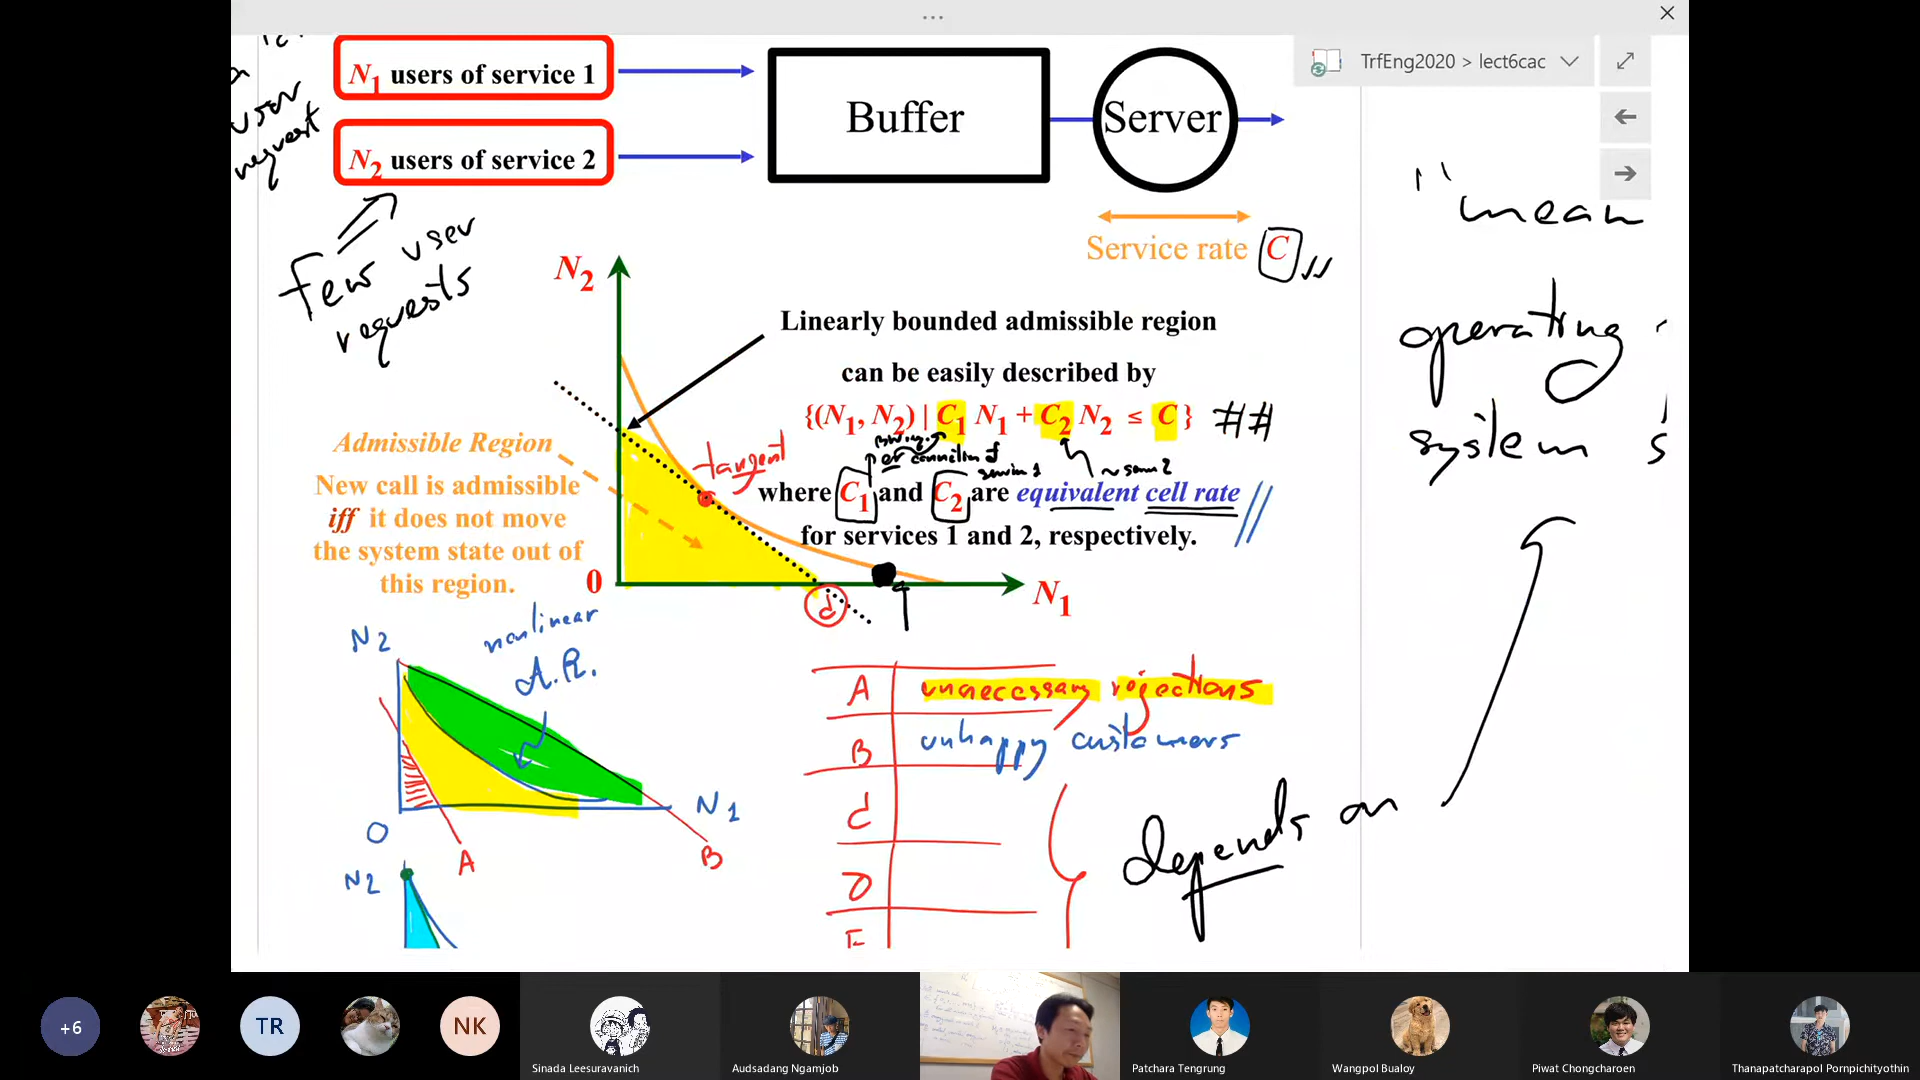 TrfEng2020 > lect6cac
user
request
N1 users of service 1
N2 users of service 2
Buffer
Server
Service rate C
Few user
requests
"mean
operating
system s
N2
Linearly bounded admissible region
can be easily described by
{(N1, N2) | C1 N1 + C2 N2 ≤ C } ##
tangent
where C1 and C2 are equivalent cell rate
for services 1 and 2, respectively.
Admissible Region
New call is admissible
iff it does not move
the system state out of
this region.
0
d
N1
N2
nonlinear
A.R.
0
A
B
N1
N2
A unnecessary rejections
B unhappy customers
C
D
E
depends on
+6
TR
NK
Sinada Leesuravanich
Audsadang Ngamjob
Patchara Tengrung
Wangpol Bualoy
Piwat Chongcharoen
Thanapatcharapol Pornpichityothin